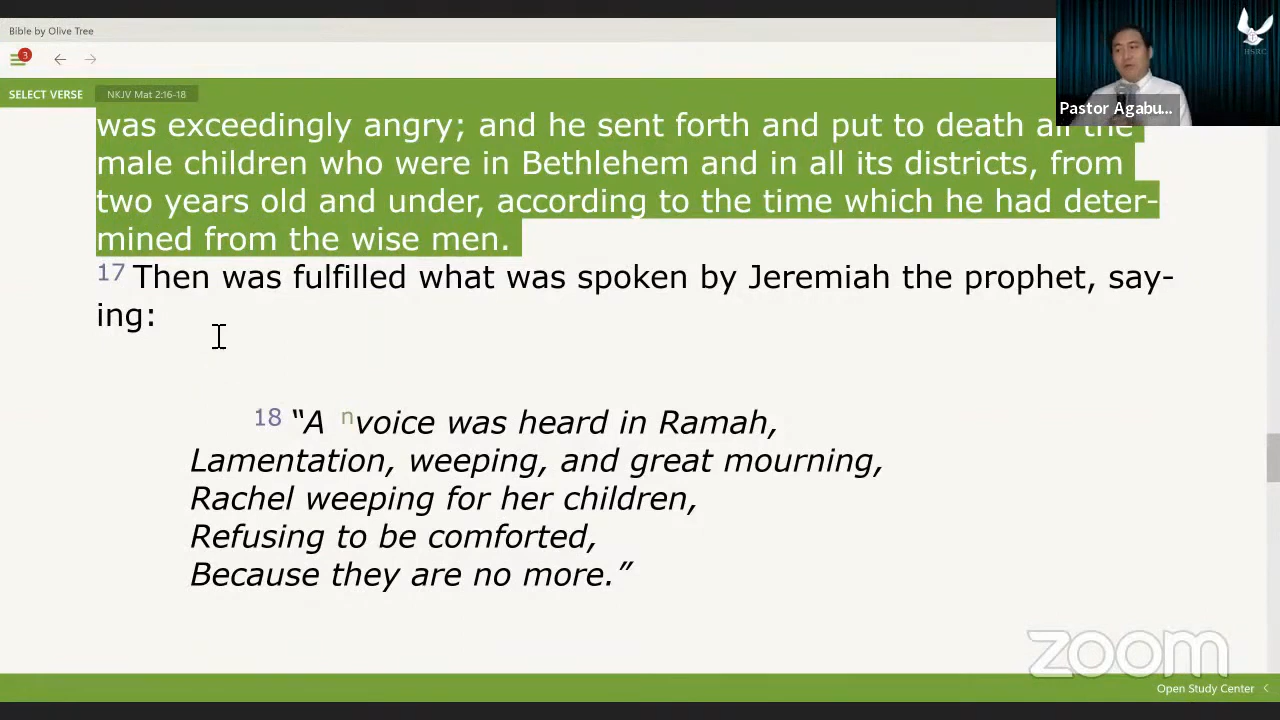 Bible by Olive Tree
3
SELECT VERSE
NKJV Mat 2:16-18
BSRC
Pastor Agabu...
was exceedingly angry; and he sent forth and put to death all the
male children who were in Bethlehem and in all its districts, from
two years old and under, according to the time which he had deter-
mined from the wise men.
17 Then was fulfilled what was spoken by Jeremiah the prophet, say-
ing:
18 “A n voice was heard in Ramah,
Lamentation, weeping, and great mourning,
Rachel weeping for her children,
Refusing to be comforted,
Because they are no more.”
zoom
Open Study Center